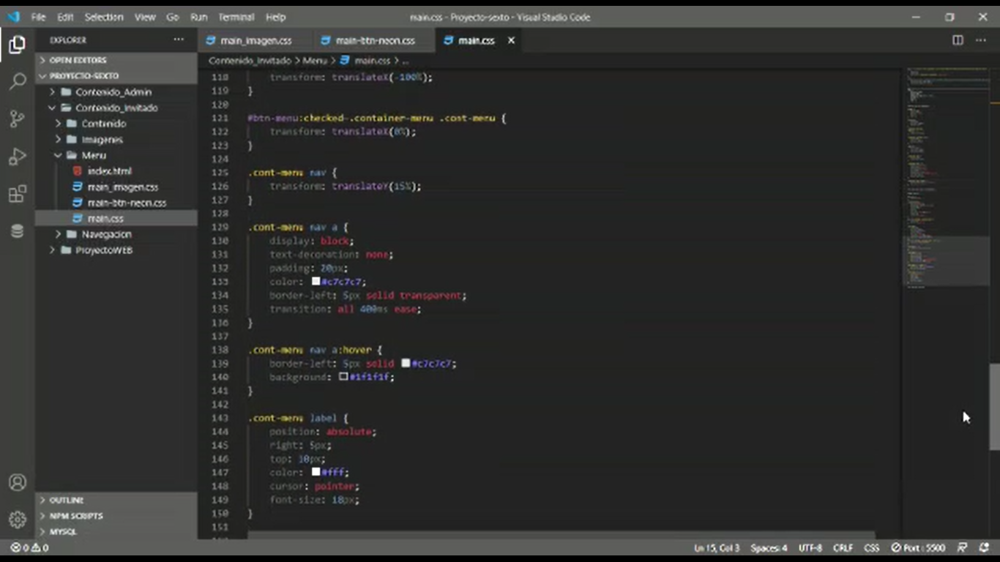 File Edit Selection View Go Run Terminal Help main.css - Proyecto-sexto - Visual Studio Code
EXPLORER ···
main_imagen.css main-btn-neon.css main.css ×
OPEN EDITORS
PROYECTO-SEXTO
Contenido_Admin
Contenido_Invitado
Contenido
Imagenes
Menu
index.html
main_imagen.css
main-btn-neon.css
main.css
Navegacion
ProyectoWEB
OUTLINE
NPM SCRIPTS
MYSQL
Contenido_Invitado > Menu > main.css > ...
118 transform: translateX(-100%);
119 }
120
121 #btn-menu:checked~.container-menu .cont-menu {
122 transform: translateX(0%);
123 }
124
125 .cont-menu nav {
126 transform: translateY(15%);
127 }
128
129 .cont-menu nav a {
130 display: block;
131 text-decoration: none;
132 padding: 20px;
133 color: #c7c7c7;
134 border-left: 5px solid transparent;
135 transition: all 400ms ease;
136 }
137
138 .cont-menu nav a:hover {
139 border-left: 5px solid #c7c7c7;
140 background: #1f1f1f;
141 }
142
143 .cont-menu label {
144 position: absolute;
145 right: 5px;
146 top: 10px;
147 color: #fff;
148 cursor: pointer;
149 font-size: 18px;
150 }
151
0 0 Ln 15, Col 3 Spaces: 4 UTF-8 CRLF CSS Port : 5500